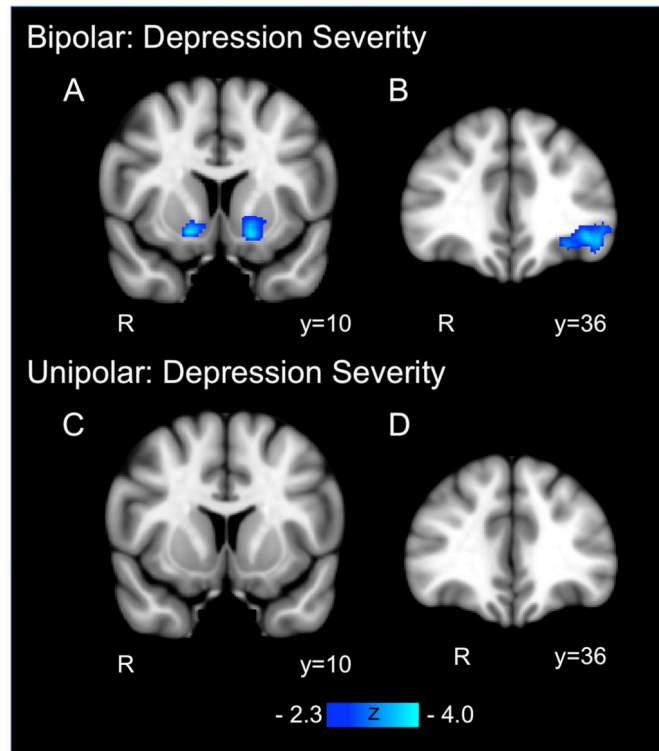 Bipolar: Depression Severity
A B
R y=10 R y=36
Unipolar: Depression Severity
C D
R y=10 R y=36
- 2.3 z - 4.0